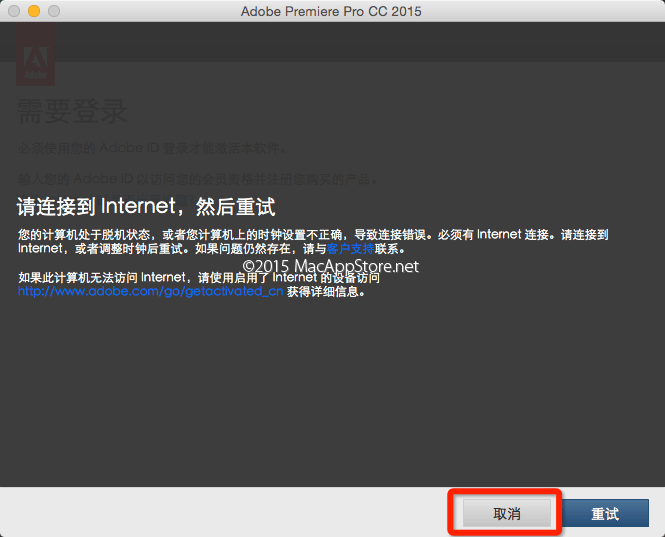 Adobe Premiere Pro CC 2015
Adobe
需要登录
必须使用您的 Adobe ID 登录才能激活本软件。
输入您的 Adobe ID 以访问您的会员资格并注册您购买的产品。
请连接到 Internet，然后重试
您的计算机处于脱机状态，或者您计算机上的时钟设置不正确，导致连接错误。必须有 Internet 连接。请连接到
Internet，或者调整时钟后重试。如果问题仍然存在，请与客户支持联系。
©2015 MacAppStore.net
如果此计算机无法访问 Internet，请使用启用了 Internet 的设备访问
http://www.adobe.com/go/getactivated_cn 获得详细信息。
取消
重试